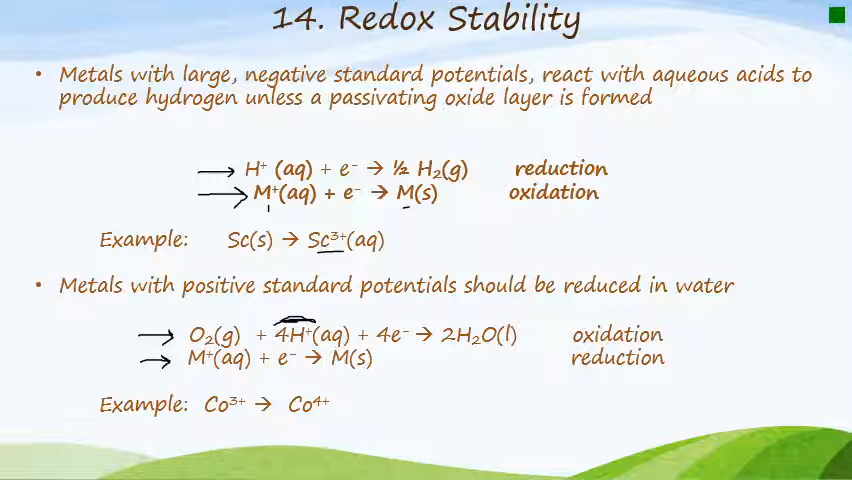 14. Redox Stability
• Metals with large, negative standard potentials, react with aqueous acids to
produce hydrogen unless a passivating oxide layer is formed
H⁺ (aq) + e⁻ → ½ H₂(g) reduction
M⁺(aq) + e⁻ → M(s) oxidation
Example: Sc(s) → Sc³⁺(aq)
• Metals with positive standard potentials should be reduced in water
O₂(g) + 4H⁺(aq) + 4e⁻ → 2H₂O(l) oxidation
M⁺(aq) + e⁻ → M(s) reduction
Example: Co³⁺ → Co⁴⁺